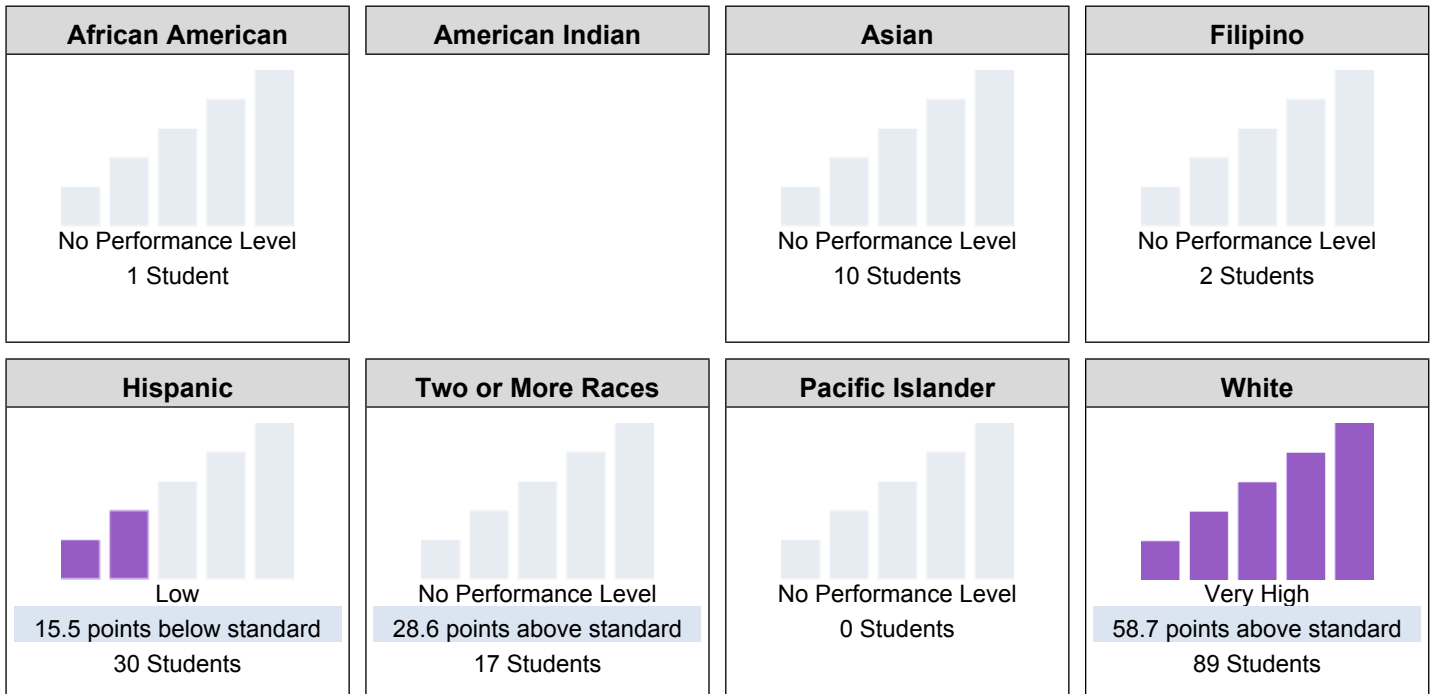 African American
No Performance Level
1 Student
American Indian
Asian
No Performance Level
10 Students
Filipino
No Performance Level
2 Students
Hispanic
Low
15.5 points below standard
30 Students
Two or More Races
No Performance Level
28.6 points above standard
17 Students
Pacific Islander
No Performance Level
0 Students
White
Very High
58.7 points above standard
89 Students